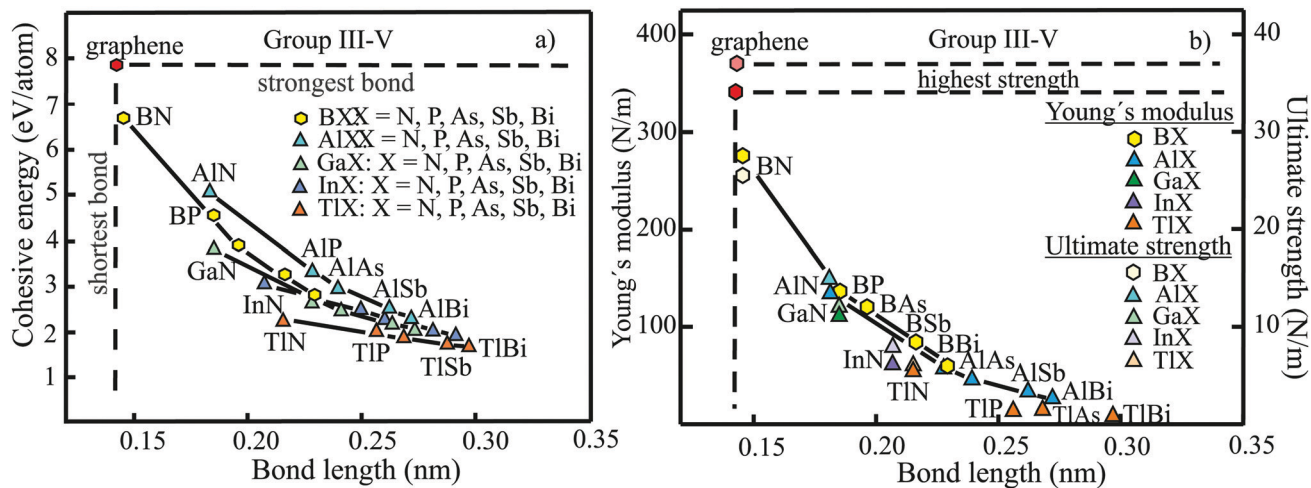 Cohesive energy (eV/atom)
8
7
6
5
4
3
2
1
graphene
Group III-V
a)
strongest bond
shortest bond
BN
BXX = N, P, As, Sb, Bi
AlXX = N, P, As, Sb, Bi
GaX: X = N, P, As, Sb, Bi
InX: X = N, P, As, Sb, Bi
TlX: X = N, P, As, Sb, Bi
AlN
BP
AlP
AlAs
AlSb
AlBi
GaN
InN
TlN
TlP
TlSb
TlBi
0.15
0.20
0.25
0.30
0.35
Bond length (nm)
Young´s modulus (N/m)
400
300
200
100
graphene
Group III-V
b)
highest strength
Young´s modulus
BX
AlX
GaX
InX
TlX
Ultimate strength
BX
AlX
GaX
InX
TlX
BN
AlN
BP
GaN
BAs
BSb
BBi
InN
AlAs
TlN
AlSb
AlBi
TlP
TlAs
TlBi
0.15
0.20
0.25
0.30
0.35
Bond length (nm)
40
30
20
10
Ultimate strength (N/m)